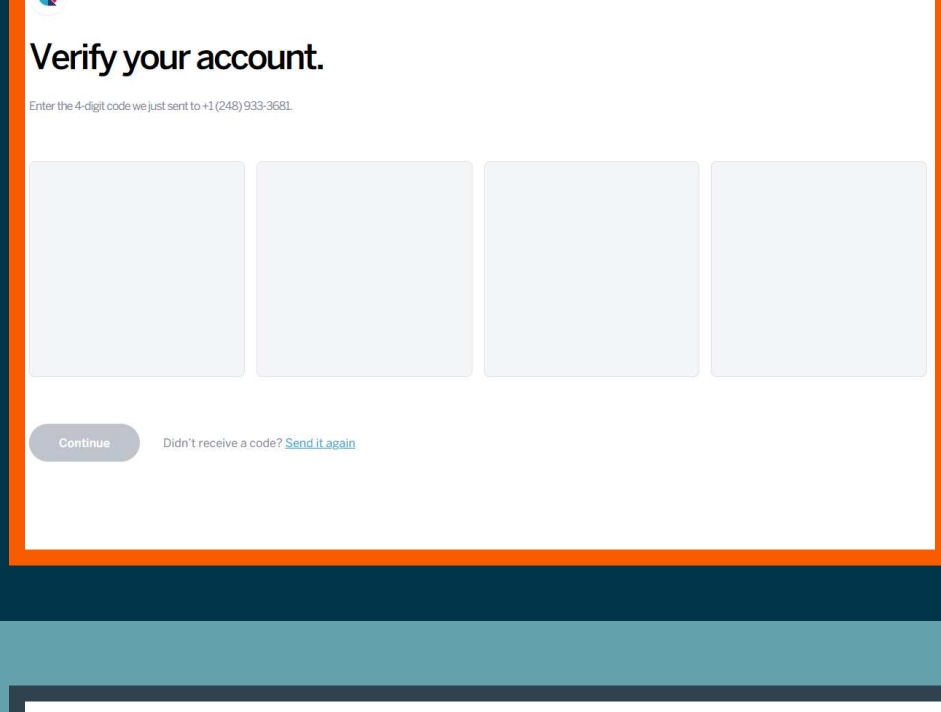 Verify your account.
Enter the 4-digit code we just sent to +1 (248) 933-3681.
Continue
Didn't receive a code? Send it again